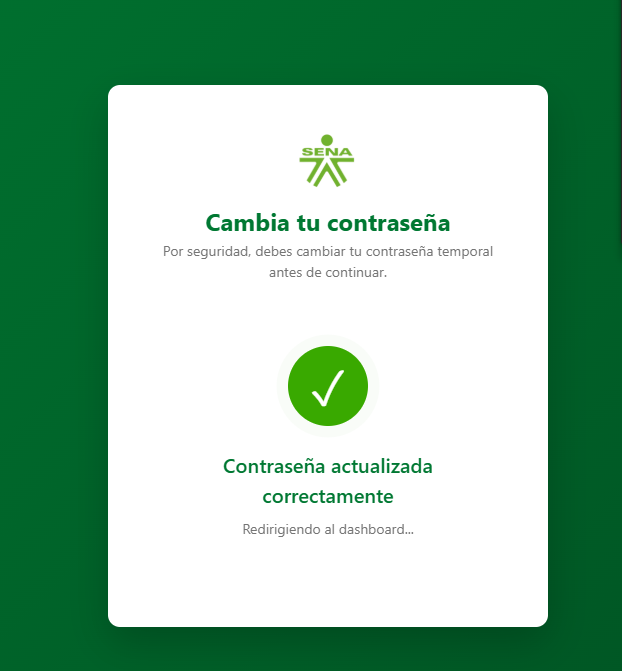 SENA
Cambia tu contraseña
Por seguridad, debes cambiar tu contraseña temporal
antes de continuar.
Contraseña actualizada
correctamente
Redirigiendo al dashboard...